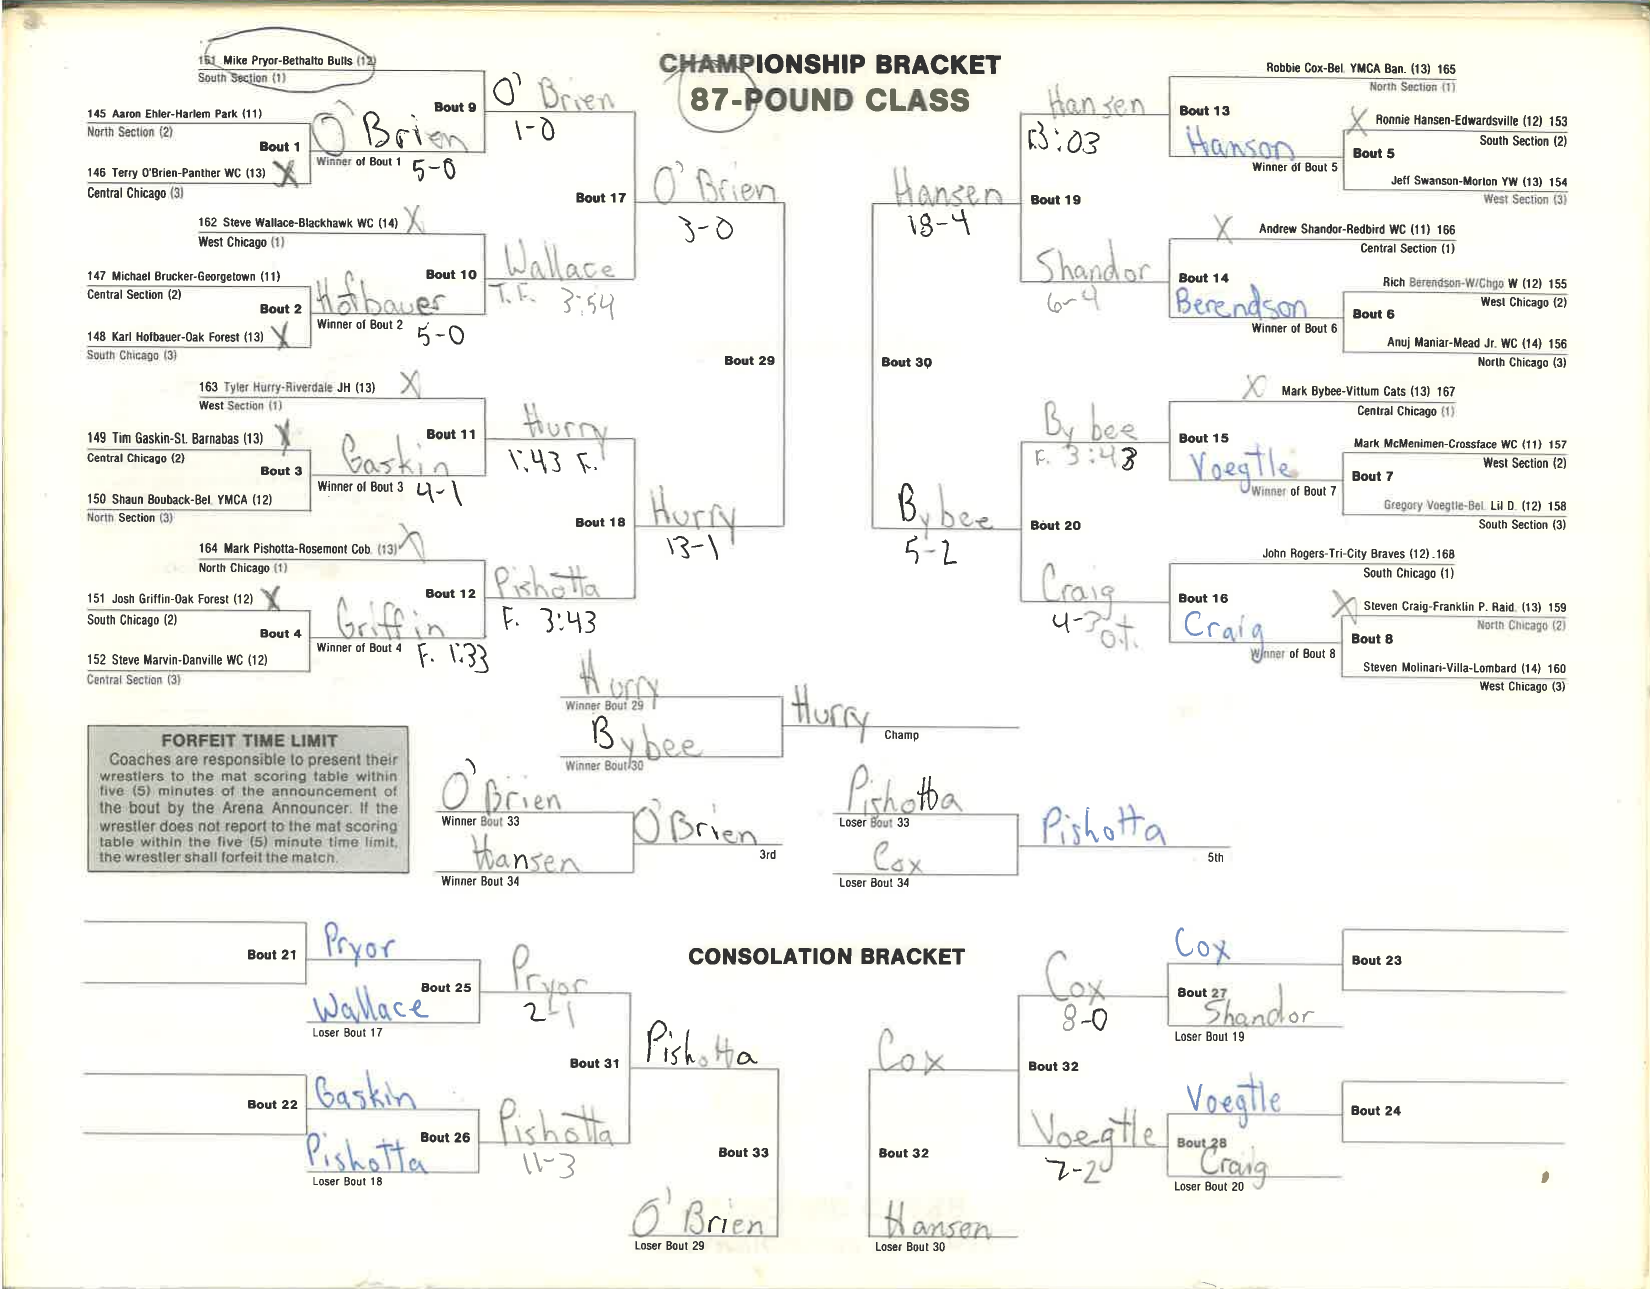 CHAMPIONSHIP BRACKET
87-POUND CLASS
161 Mike Pryor-Bethalto Bulls (12)
South Section (1)
Bout 9
O'Brien
1-0
145 Aaron Ehler-Harlem Park (11)
North Section (2)
Bout 1
O'Brien
Winner of Bout 1
5-0
146 Terry O'Brien-Panther WC (13) X
Central Chicago (3)
Bout 17
O'Brien
3-0
162 Steve Wallace-Blackhawk WC (14) X
West Chicago (1)
Bout 10
Wallace
T.F. 3:54
147 Michael Brucker-Georgetown (11)
Central Section (2)
Bout 2
Hofbauer
Winner of Bout 2
5-0
148 Karl Hofbauer-Oak Forest (13) X
South Chicago (3)
Bout 29
163 Tyler Hurry-Riverdale JH (13) X
West Section (1)
Bout 11
Hurry
1:43 F.
149 Tim Gaskin-St. Barnabas (13) X
Central Chicago (2)
Bout 3
Gaskin
Winner of Bout 3
4-1
150 Shaun Bouback-Bel. YMCA (12)
North Section (3)
Bout 18
Hurry
13-1
164 Mark Pishotta-Rosemont Cob. (13) X
North Chicago (1)
Bout 12
Pishotta
F. 3:43
151 Josh Griffin-Oak Forest (12) X
South Chicago (2)
Bout 4
Griffin
Winner of Bout 4
F. 1:33
152 Steve Marvin-Danville WC (12)
Central Section (3)
Robbie Cox-Bel. YMCA Ban. (13) 165
North Section (1)
Hansen
3:03
Bout 13
Hanson
Winner of Bout 5
X Ronnie Hansen-Edwardsville (12) 153
South Section (2)
Bout 5
Jeff Swanson-Morton YW (13) 154
West Section (3)
Hansen
18-4
Bout 19
X Andrew Shandor-Redbird WC (11) 166
Central Section (1)
Shandor
6-4
Bout 14
Berendson
Winner of Bout 6
Rich Berendson-W/Chgo W (12) 155
West Chicago (2)
Bout 6
Anuj Maniar-Mead Jr. WC (14) 156
North Chicago (3)
Bout 30
X Mark Bybee-Vittum Cats (13) 167
Central Chicago (1)
Bybee
F. 3:43
Bout 15
Voegtle
Winner of Bout 7
Mark McMenimen-Crossface WC (11) 157
West Section (2)
Bout 7
Gregory Voegtle-Bel. Lil D. (12) 158
South Section (3)
Bybee
5-2
Bout 20
John Rogers-Tri-City Braves (12) .168
South Chicago (1)
Craig
4-3 o.t.
Bout 16
Craig
Winner of Bout 8
X Steven Craig-Franklin P. Raid. (13) 159
North Chicago (2)
Bout 8
Steven Molinari-Villa-Lombard (14) 160
West Chicago (3)
Hurry
Winner Bout 29
Bybee
Winner Bout 30
Hurry
Champ
FORFEIT TIME LIMIT
Coaches are responsible to present their
wrestlers to the mat scoring table within
five (5) minutes of the announcement of
the bout by the Arena Announcer. If the
wrestler does not report to the mat scoring
table within the five (5) minute time limit,
the wrestler shall forfeit the match.
O'Brien
Winner Bout 33
Hansen
Winner Bout 34
O'Brien
3rd
Pishotta
Loser Bout 33
Cox
Loser Bout 34
Pishotta
5th
CONSOLATION BRACKET
Bout 21
Pryor
Bout 25
Wallace
Loser Bout 17
Pryor
2-1
Bout 31
Pishotta
Bout 22
Gaskin
Bout 26
Pishotta
Loser Bout 18
Pishotta
11-3
Bout 33
O'Brien
Loser Bout 29
Cox
Bout 23
Bout 27
Shandor
Loser Bout 19
Cox
8-0
Cox
Bout 32
Voegtle
Bout 24
Bout 28
Craig
Loser Bout 20
Voegtle
Bout 32
Hansen
Loser Bout 30